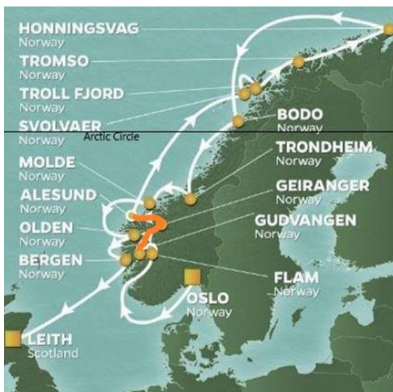 HONNINGSVAG
Norway
TROMSO
Norway
TROLL FJORD
Norway
SVOLVAER
Norway
Arctic Circle
MOLDE
Norway
ALESUND
Norway
OLDEN
Norway
BERGEN
Norway
LEITH
Scotland
BODO
Norway
TRONDHEIM
Norway
GEIRANGER
Norway
GUDVANGEN
Norway
FLAM
Norway
OSLO
Norway